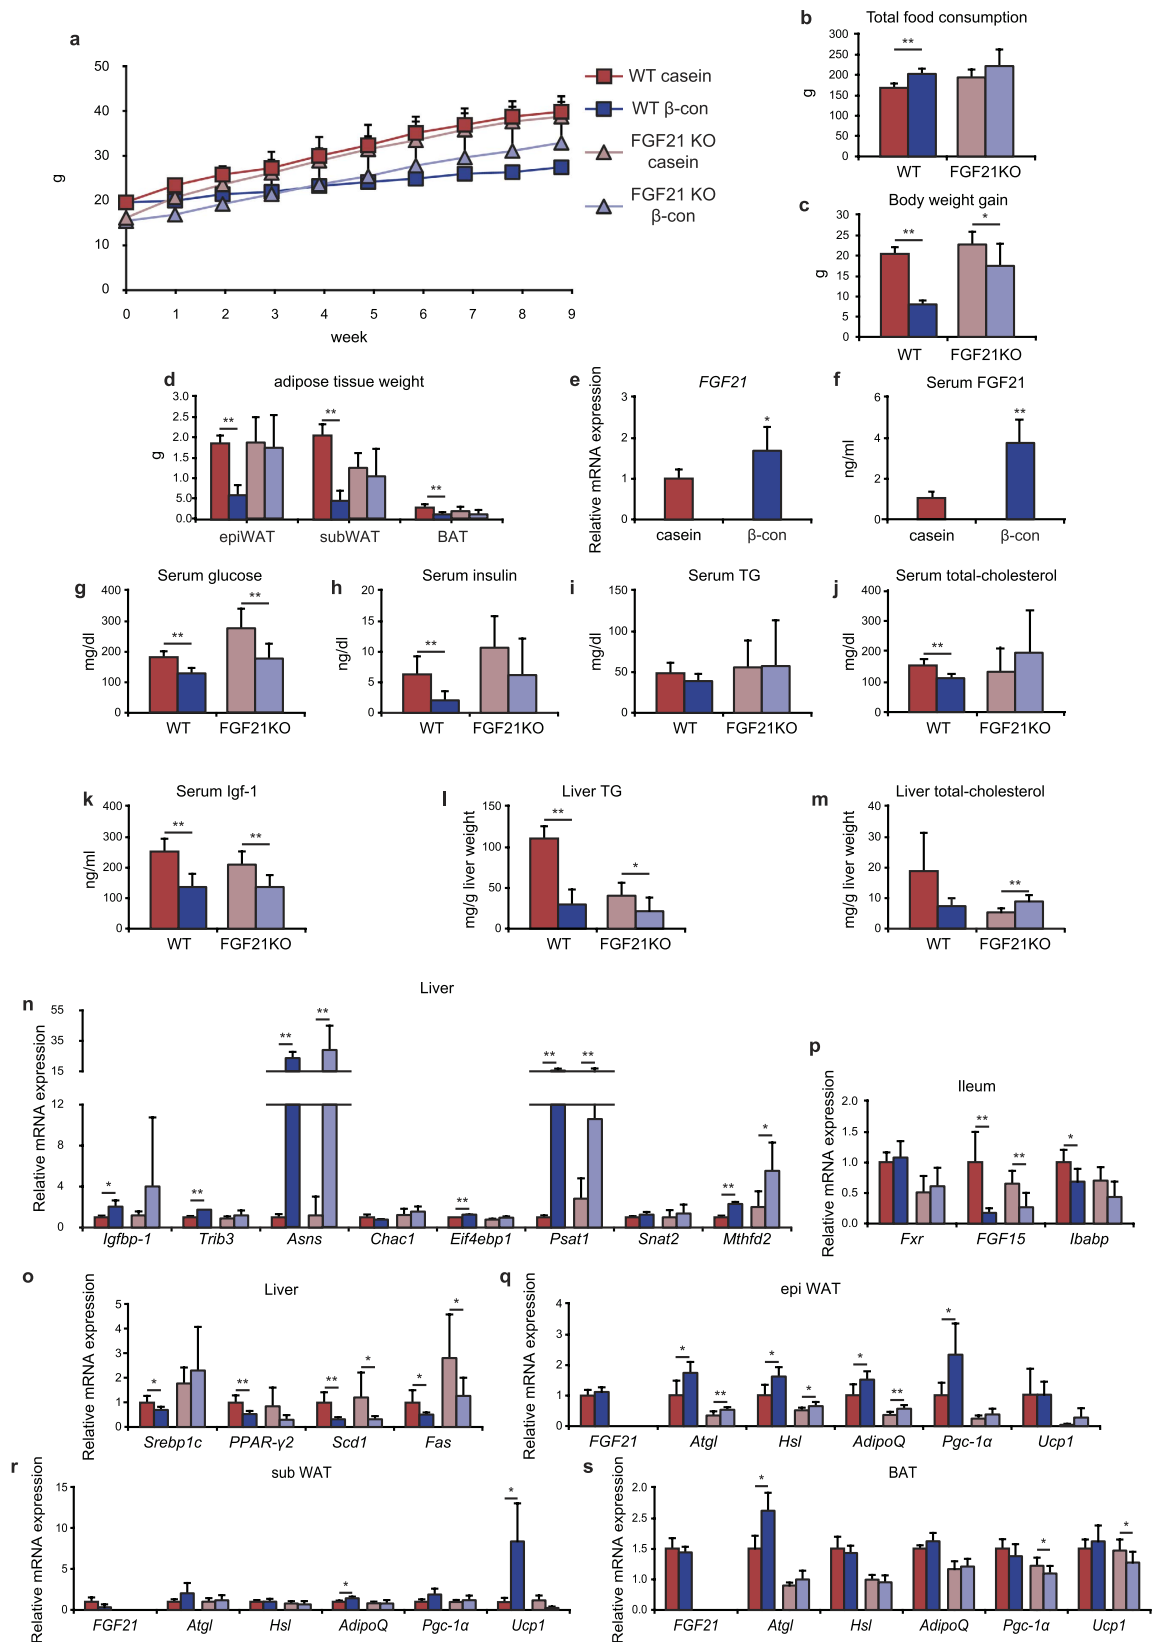 a
50
40
30
20
10
0
g
0 1 2 3 4 5 6 7 8 9
week
WT casein
WT β-con
FGF21 KO
casein
FGF21 KO
β-con
b
Total food consumption
300
250
200
150
100
50
0
g
WT FGF21KO
**
c
Body weight gain
30
25
20
15
10
5
0
g
** *
WT FGF21KO
d
adipose tissue weight
3.0
2.5
2.0
1.5
1.0
5.0
0.0
g
** ** **
epiWAT subWAT BAT
e
FGF21
Relative mRNA expression
3
2
1
0
*
casein β-con
f
Serum FGF21
ng/ml
6
4
2
0
**
casein β-con
g
Serum glucose
mg/dl
400
300
200
100
0
** **
WT FGF21KO
h
Serum insulin
ng/dl
20
15
10
5
0
**
WT FGF21KO
i
Serum TG
mg/dl
150
100
50
0
WT FGF21KO
j
Serum total-cholesterol
mg/dl
400
300
200
100
0
**
WT FGF21KO
k
Serum Igf-1
ng/ml
400
300
200
100
0
** **
WT FGF21KO
l
Liver TG
mg/g liver weight
150
100
50
0
** *
WT FGF21KO
m
Liver total-cholesterol
mg/g liver weight
40
30
20
10
0
**
WT FGF21KO
n
Liver
Relative mRNA expression
55
35
15
12
8
4
0
* ** ** ** ** ** ** ** *
Igfbp-1 Trib3 Asns Chac1 Eif4ebp1 Psat1 Snat2 Mthfd2
p
Ileum
Relative mRNA expression
2.0
1.5
1.0
0.5
0.0
** ** *
Fxr FGF15 Ibabp
o
Liver
Relative mRNA expression
5
4
3
2
1
0
* ** ** * * *
Srebp1c PPAR-γ2 Scd1 Fas
q
epi WAT
Relative mRNA expression
4
3
2
1
0
* ** * * * ** *
FGF21 Atgl Hsl AdipoQ Pgc-1α Ucp1
r
sub WAT
Relative mRNA expression
15
10
5
0
* *
FGF21 Atgl Hsl AdipoQ Pgc-1α Ucp1
s
BAT
Relative mRNA expression
2.0
2.5
1.5
1.0
0.0
* * *
FGF21 Atgl Hsl AdipoQ Pgc-1α Ucp1